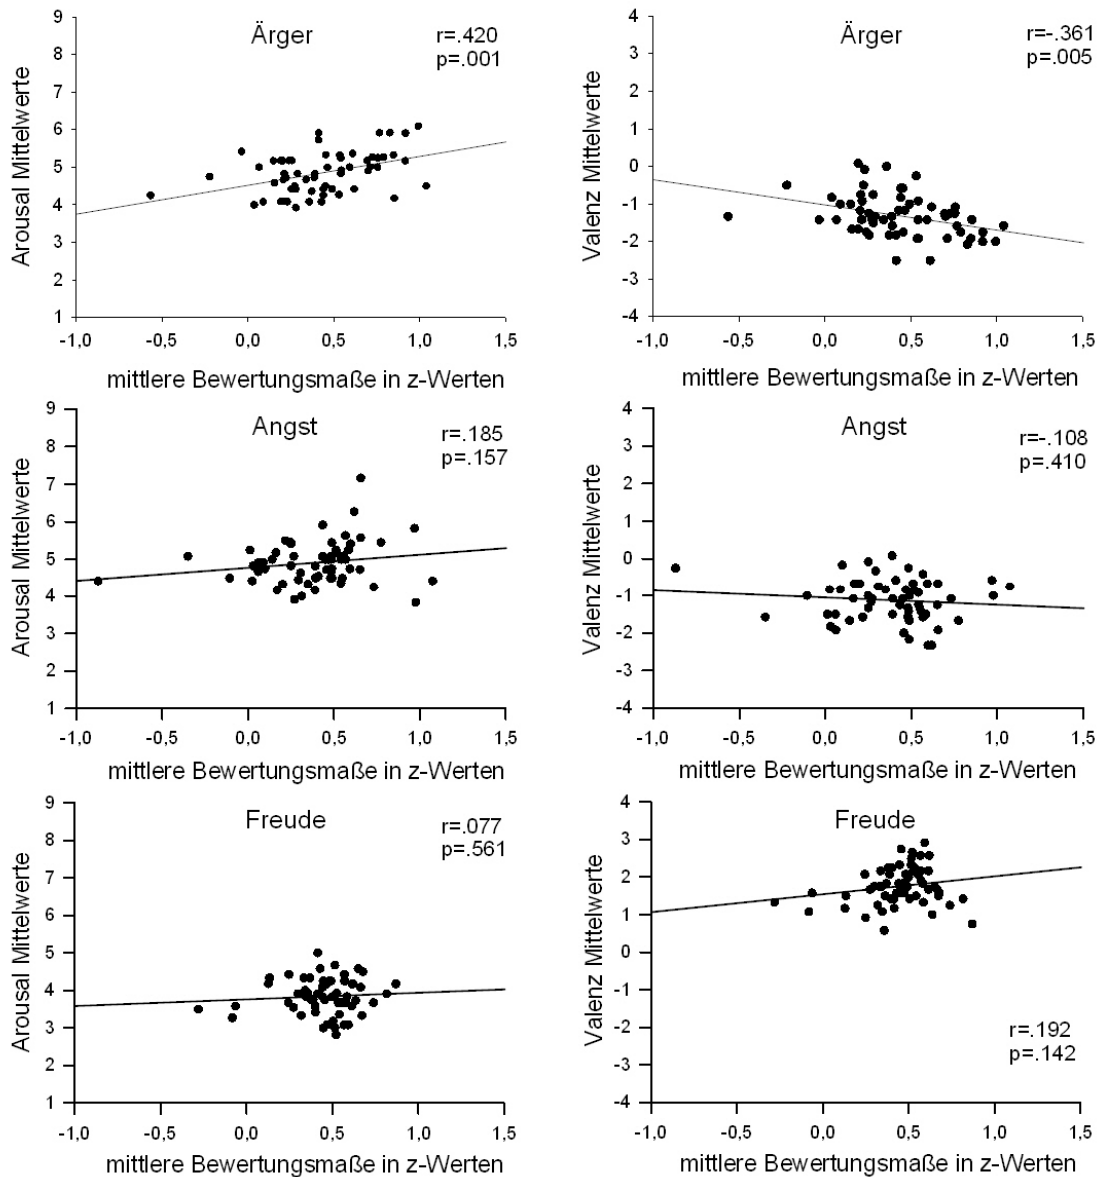 Ärger
r=.420
p=.001
Arousal Mittelwerte
9
8
7
6
5
4
3
2
1
-1,0 -0,5 0,0 0,5 1,0 1,5
mittlere Bewertungsmaße in z-Werten
Ärger
r=-.361
p=.005
Valenz Mittelwerte
4
3
2
1
0
-1
-2
-3
-4
-1,0 -0,5 0,0 0,5 1,0 1,5
mittlere Bewertungsmaße in z-Werten
Angst
r=.185
p=.157
Arousal Mittelwerte
9
8
7
6
5
4
3
2
1
-1,0 -0,5 0,0 0,5 1,0 1,5
mittlere Bewertungsmaße in z-Werten
Angst
r=-.108
p=.410
Valenz Mittelwerte
4
3
2
1
0
-1
-2
-3
-4
-1,0 -0,5 0,0 0,5 1,0 1,5
mittlere Bewertungsmaße in z-Werten
Freude
r=.077
p=.561
Arousal Mittelwerte
9
8
7
6
5
4
3
2
1
-1,0 -0,5 0,0 0,5 1,0 1,5
mittlere Bewertungsmaße in z-Werten
Freude
r=.192
p=.142
Valenz Mittelwerte
4
3
2
1
0
-1
-2
-3
-4
-1,0 -0,5 0,0 0,5 1,0 1,5
mittlere Bewertungsmaße in z-Werten